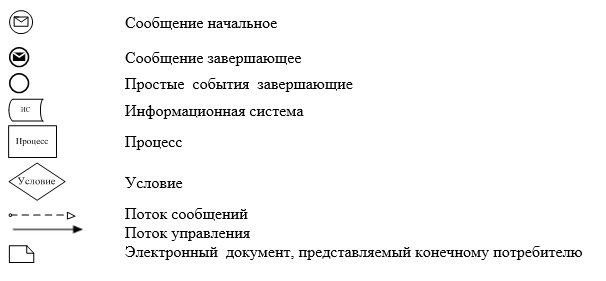 Сообщение начальное
Сообщение завершающее
Простые события завершающие
ИС Информационная система
Процесс Процесс
Условие Условие
Поток сообщений
Поток управления
Электронный документ, представляемый конечному потребителю